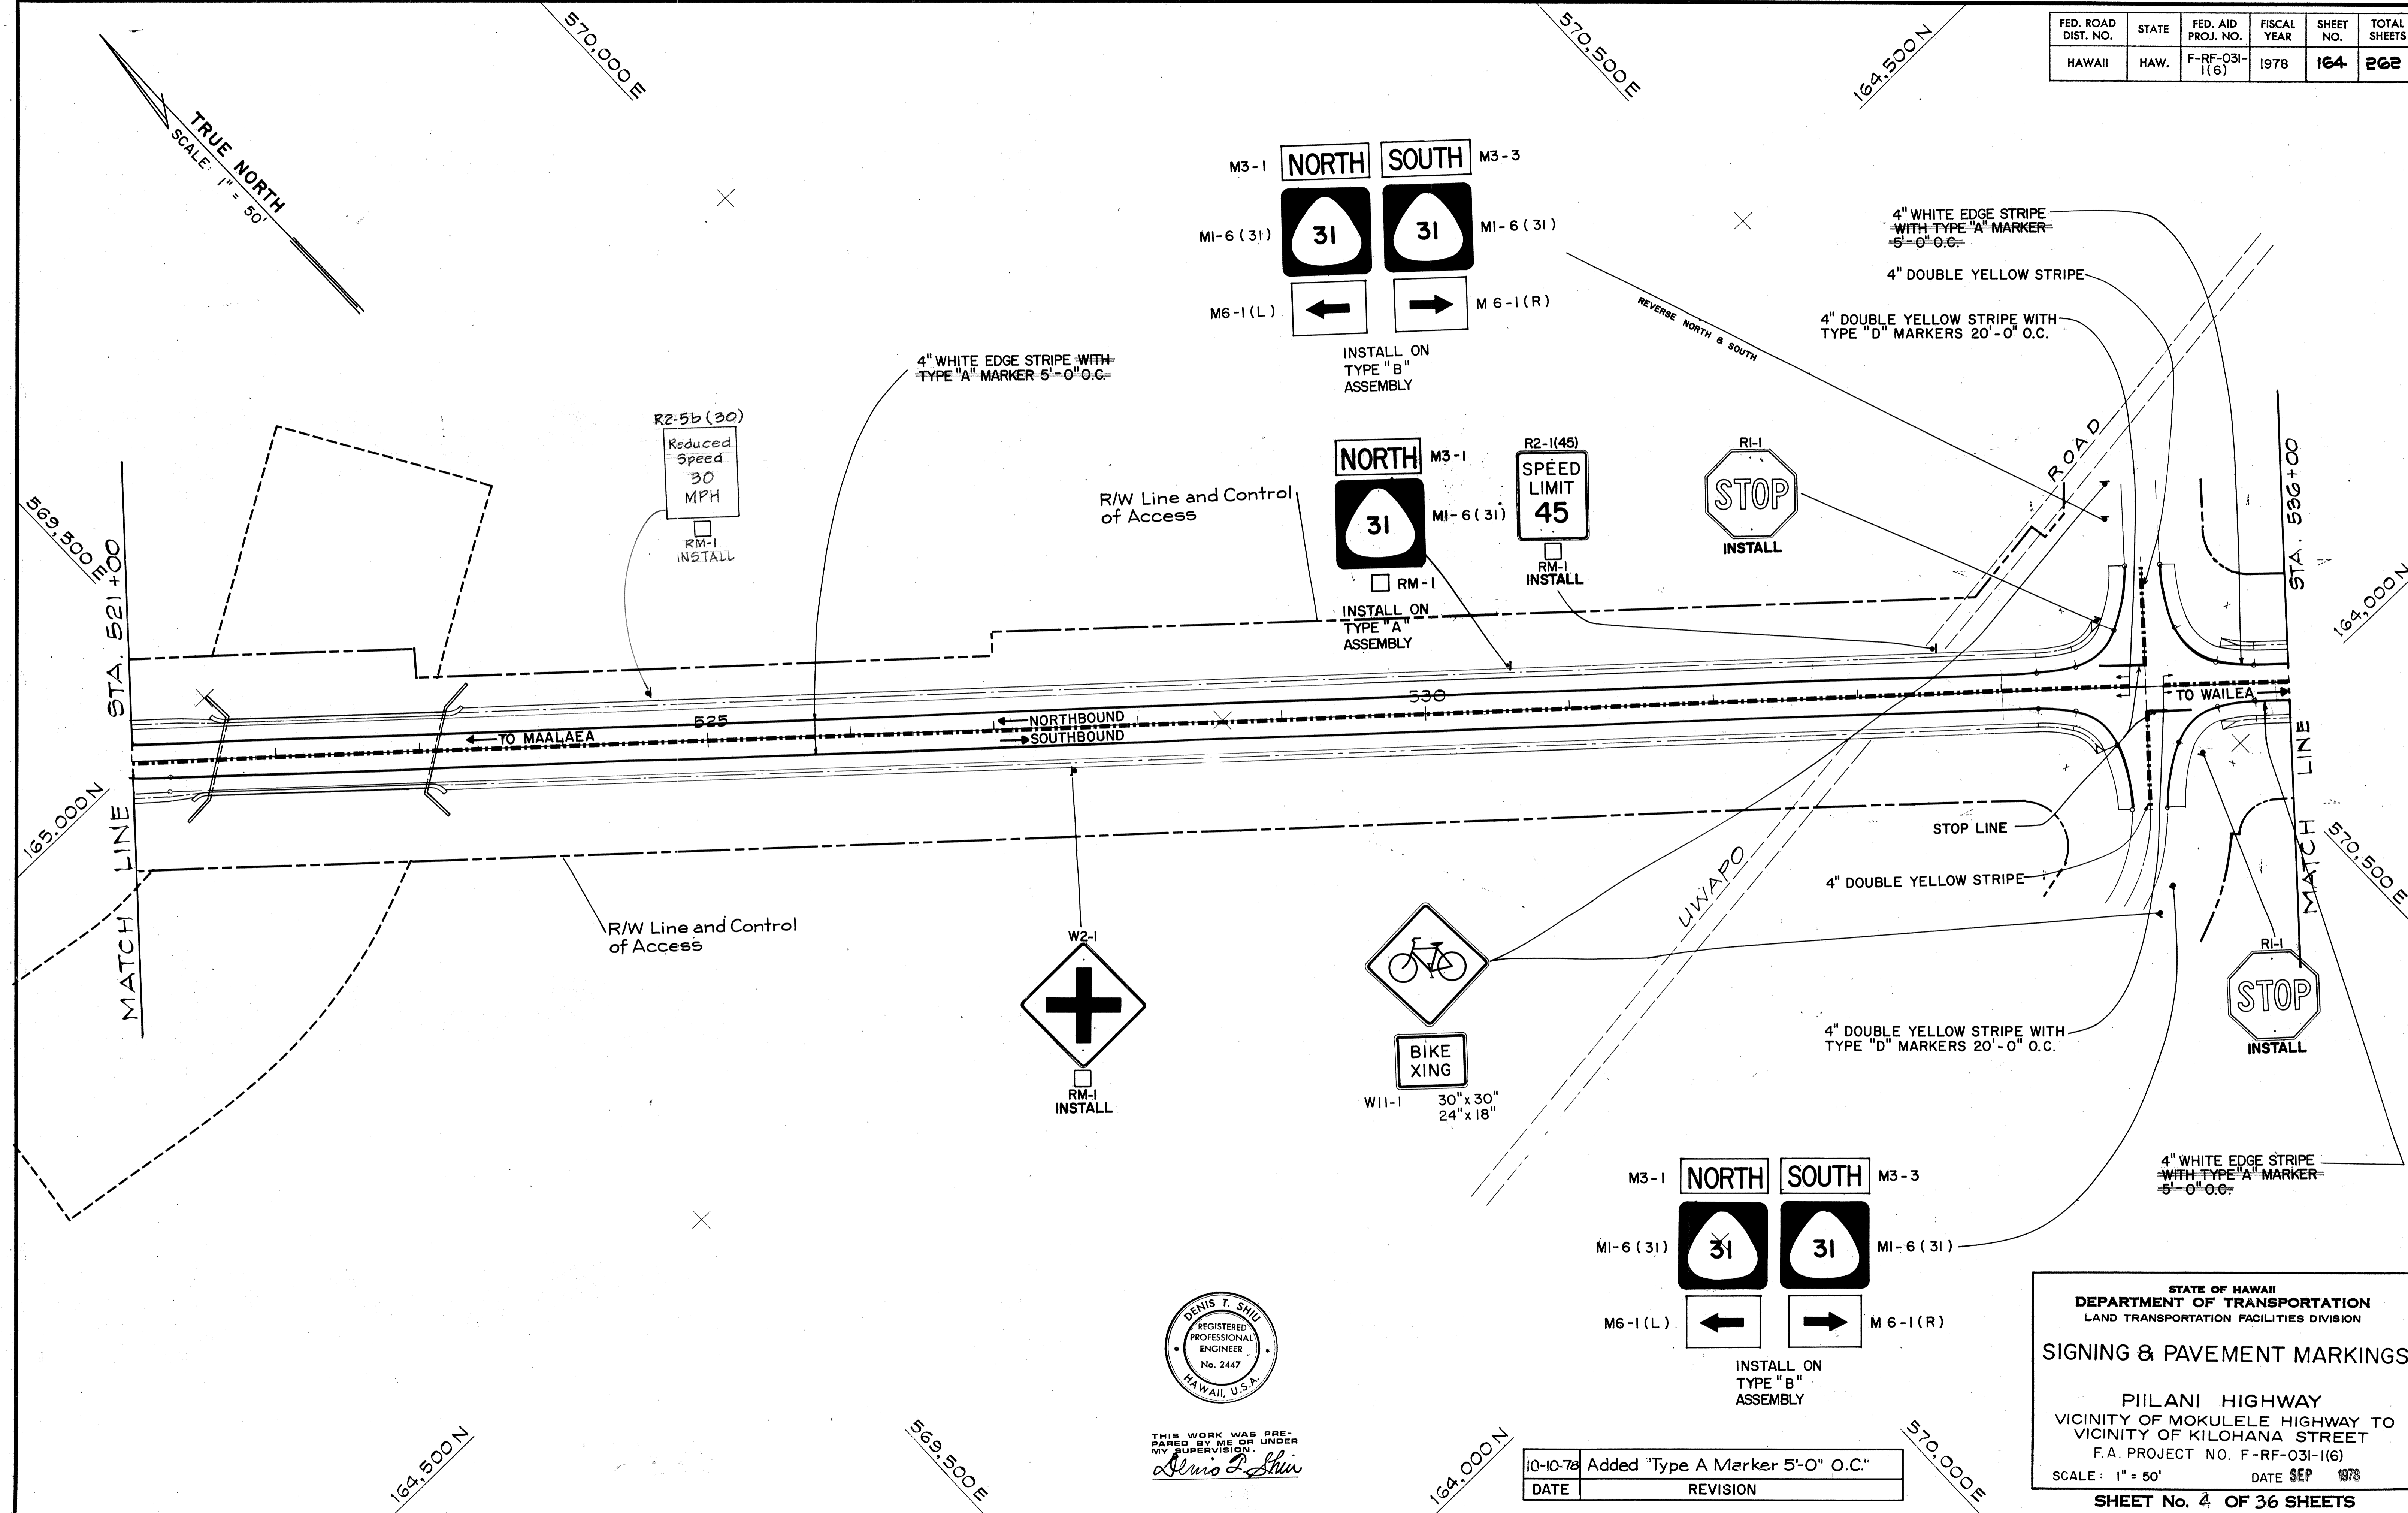 FED. ROAD DIST. NO. STATE FED. AID PROJ. NO. FISCAL YEAR SHEET NO. TOTAL SHEETS
HAWAII HAW. F-RF-031-1(6) 1978 164 262
570,000 E
570,500 E
164,500 N
TRUE NORTH
SCALE: 1" = 50'
M3-1 NORTH SOUTH M3-3
M1-6 (31) 31 31 M1-6 (31)
M6-1(L) M 6-1(R)
INSTALL ON
TYPE "B"
ASSEMBLY
REVERSE NORTH & SOUTH
4" WHITE EDGE STRIPE
WITH TYPE "A" MARKER
5'-0" O.C.
4" DOUBLE YELLOW STRIPE
4" DOUBLE YELLOW STRIPE WITH
TYPE "D" MARKERS 20'-0" O.C.
4" WHITE EDGE STRIPE WITH
TYPE "A" MARKER 5'-0" O.C.
R2-5b (30)
Reduced
Speed
30
MPH
RM-1
INSTALL
R/W Line and Control
of Access
NORTH M3-1
31 M1-6 (31)
RM-1
INSTALL ON
TYPE "A"
ASSEMBLY
R2-1(45)
SPEED
LIMIT
45
RM-1
INSTALL
R1-1
STOP
INSTALL
ROAD
STA. 536+00
164,000 N
569,500 E
STA. 521+00
525
530
TO MAALAEA
NORTHBOUND
SOUTHBOUND
TO WAILEA
165,000 N
MATCH LINE
MATCH LINE
570,500 E
STOP LINE
4" DOUBLE YELLOW STRIPE
UWAPO
R/W Line and Control
of Access
W2-1
RM-1
INSTALL
BIKE
XING
W11-1 30" x 30"
24" x 18"
R1-1
STOP
INSTALL
4" DOUBLE YELLOW STRIPE WITH
TYPE "D" MARKERS 20'-0" O.C.
4" WHITE EDGE STRIPE
WITH TYPE "A" MARKER
5'-0" O.C.
M3-1 NORTH SOUTH M3-3
M1-6 (31) 31 31 M1-6 (31)
M6-1(L) M 6-1(R)
INSTALL ON
TYPE "B"
ASSEMBLY
DENIS T. SHIU
REGISTERED
PROFESSIONAL
ENGINEER
No. 2447
HAWAII, U.S.A.
THIS WORK WAS PRE-
PARED BY ME OR UNDER
MY SUPERVISION.
Denis T. Shiu
164,500 N
569,500 E
164,000 N
570,000 E
10-10-78 Added "Type A Marker 5'-0" O.C."
DATE REVISION
STATE OF HAWAII
DEPARTMENT OF TRANSPORTATION
LAND TRANSPORTATION FACILITIES DIVISION
SIGNING & PAVEMENT MARKINGS
PIILANI HIGHWAY
VICINITY OF MOKULELE HIGHWAY TO
VICINITY OF KILOHANA STREET
F.A. PROJECT NO. F-RF-031-1(6)
SCALE: 1" = 50' DATE SEP 1978
SHEET No. 4 OF 36 SHEETS